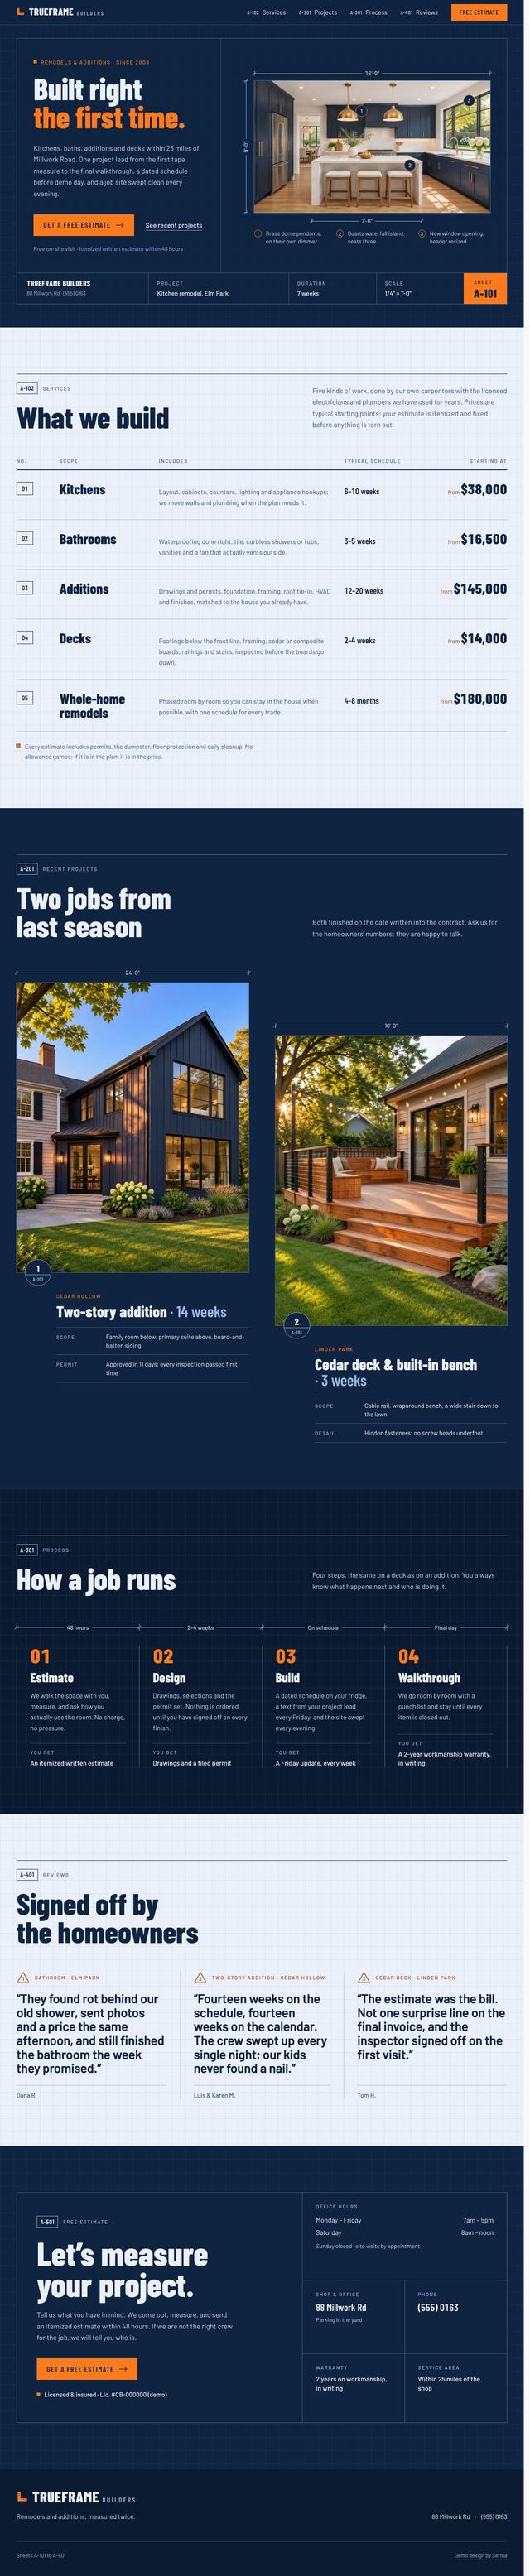 TRUEFRAME BUILDERS
A-102 Services
A-201 Projects
A-301 Process
A-401 Reviews
FREE ESTIMATE
REMODELS & ADDITIONS · SINCE 2008
Built right
the first time.
Kitchens, baths, additions and decks within 25 miles of
Millwork Road. One project lead from the first tape
measure to the final walkthrough, a dated schedule
before demo day, and a job site swept clean every
evening.
GET A FREE ESTIMATE →
See recent projects
Free on-site visit · itemized written estimate within 48 hours
16'-0"
9'-0"
1
2
3
7'-6"
1 Brass dome pendants,
on their own dimmer
2 Quartz waterfall island,
seats three
3 New window opening,
header resized
TRUEFRAME BUILDERS
88 Millwork Rd · (555) 0163
PROJECT
Kitchen remodel, Elm Park
DURATION
7 weeks
SCALE
1/4" = 1'-0"
SHEET
A-101
A-102 SERVICES
What we build
Five kinds of work, done by our own carpenters with the licensed
electricians and plumbers we have used for years. Prices are
typical starting points; your estimate is itemized and fixed
before anything is torn out.
NO. SCOPE INCLUDES TYPICAL SCHEDULE STARTING AT
01 Kitchens
Layout, cabinets, counters, lighting and appliance hookups;
we move walls and plumbing when the plan needs it.
6–10 weeks
from $38,000
02 Bathrooms
Waterproofing done right, tile, curbless showers or tubs,
vanities and a fan that actually vents outside.
3–5 weeks
from $16,500
03 Additions
Drawings and permits, foundation, framing, roof tie-in, HVAC
and finishes, matched to the house you already have.
12–20 weeks
from $145,000
04 Decks
Footings below the frost line, framing, cedar or composite
boards, railings and stairs, inspected before the boards go
down.
2–4 weeks
from $14,000
05 Whole-home
remodels
Phased room by room so you can stay in the house when
possible, with one schedule for every trade.
4–8 months
from $180,000
Every estimate includes permits, the dumpster, floor protection and daily cleanup. No
allowance games: if it is in the plan, it is in the price.
A-201 RECENT PROJECTS
Two jobs from
last season
Both finished on the date written into the contract. Ask us for
the homeowners' numbers; they are happy to talk.
24'-0"
1
A-201
CEDAR HOLLOW
Two-story addition · 14 weeks
SCOPE Family room below, primary suite above, board-and-
batten siding
PERMIT Approved in 11 days; every inspection passed first
time
16'-0"
2
A-201
LINDEN PARK
Cedar deck & built-in bench
· 3 weeks
SCOPE Cable rail, wraparound bench, a wide stair down to
the lawn
DETAIL Hidden fasteners: no screw heads underfoot
A-301 PROCESS
How a job runs
Four steps, the same on a deck as on an addition. You always
know what happens next and who is doing it.
48 hours
2–4 weeks
On schedule
Final day
01
Estimate
We walk the space with you,
measure, and ask how you
actually use the room. No charge,
no pressure.
YOU GET
An itemized written estimate
02
Design
Drawings, selections and the
permit set. Nothing is ordered
until you have signed off on every
finish.
YOU GET
Drawings and a filed permit
03
Build
A dated schedule on your fridge,
a text from your project lead
every Friday, and the site swept
every evening.
YOU GET
A Friday update, every week
04
Walkthrough
We go room by room with a
punch list and stay until every
item is closed out.
YOU GET
A 2-year workmanship warranty,
in writing
A-401 REVIEWS
Signed off by
the homeowners
1 BATHROOM · ELM PARK
“They found rot behind our
old shower, sent photos
and a price the same
afternoon, and still finished
the bathroom the week
they promised.”
Dana R.
2 TWO-STORY ADDITION · CEDAR HOLLOW
“Fourteen weeks on the
schedule, fourteen
weeks on the calendar.
The crew swept up every
single night; our kids
never found a nail.”
Luis & Karen M.
3 CEDAR DECK · LINDEN PARK
“The estimate was the bill.
Not one surprise line on the
final invoice, and the
inspector signed off on the
first visit.”
Tom H.
A-501 FREE ESTIMATE
Let’s measure
your project.
Tell us what you have in mind. We come out, measure, and send
an itemized estimate within 48 hours. If we are not the right crew
for the job, we will tell you who is.
GET A FREE ESTIMATE →
Licensed & insured · Lic. #CB-000000 (demo)
OFFICE HOURS
Monday – Friday 7am – 5pm
Saturday 8am – noon
Sunday closed · site visits by appointment
SHOP & OFFICE
88 Millwork Rd
Parking in the yard
PHONE
(555) 0163
WARRANTY
2 years on workmanship,
in writing
SERVICE AREA
Within 25 miles of the
shop
TRUEFRAME BUILDERS
Remodels and additions, measured twice.
88 Millwork Rd · (555) 0163
Sheets A-101 to A-501
Demo design by Serma